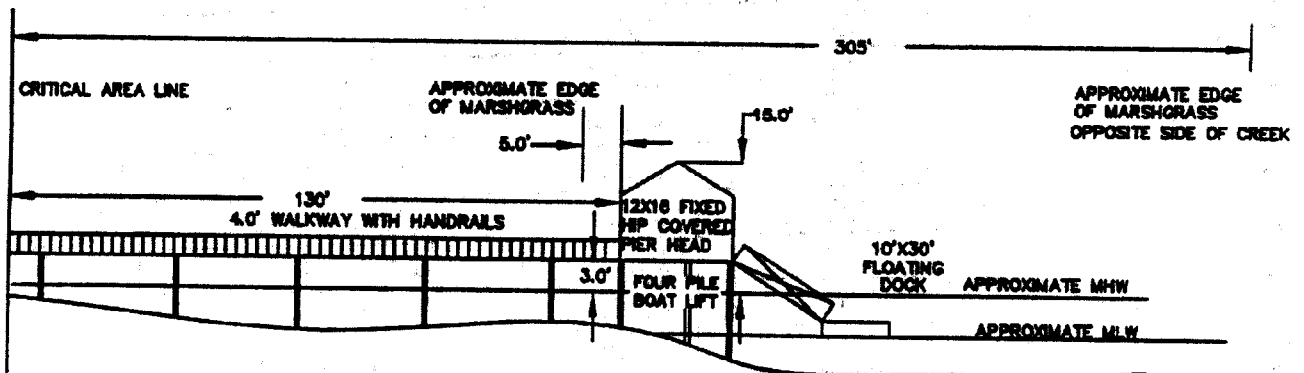 305'
CRITICAL AREA LINE
APPROXIMATE EDGE
OF MARSHGRASS
APPROXIMATE EDGE
OF MARSHGRASS
OPPOSITE SIDE OF CREEK
15.0'
5.0'
130'
4.0' WALKWAY WITH HANDRAILS
12X16 FIXED
HIP COVERED
PIER HEAD
10'X30'
FLOATING
DOCK
3.0'
FOUR PILE
BOAT LIFT
APPROXIMATE MHW
APPROXIMATE MLW